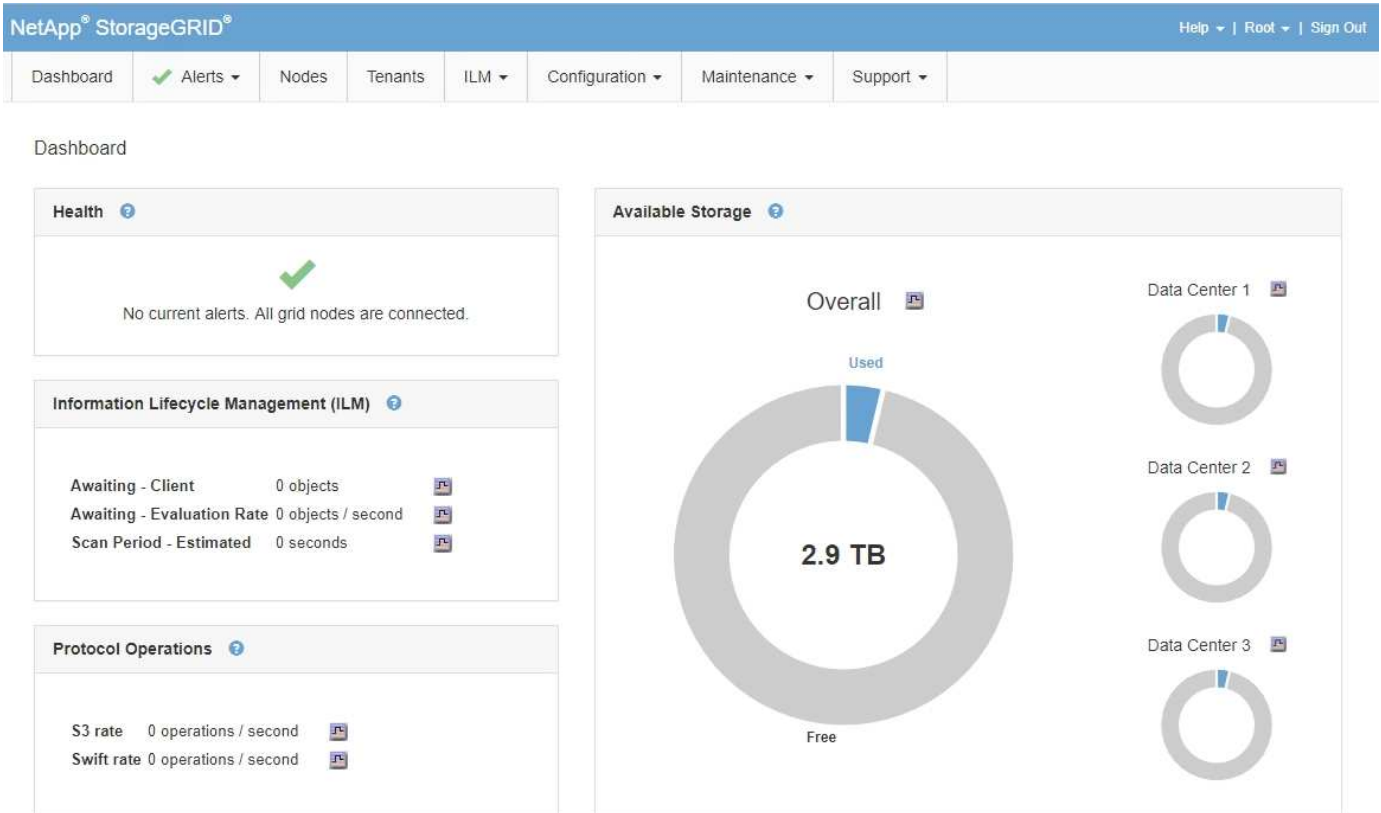 NetApp® StorageGRID®
Help | Root | Sign Out
Dashboard
Alerts
Nodes
Tenants
ILM
Configuration
Maintenance
Support
Dashboard
Health
No current alerts. All grid nodes are connected.
Information Lifecycle Management (ILM)
Awaiting - Client 0 objects
Awaiting - Evaluation Rate 0 objects / second
Scan Period - Estimated 0 seconds
Protocol Operations
S3 rate 0 operations / second
Swift rate 0 operations / second
Available Storage
Overall
Used
2.9 TB
Free
Data Center 1
Data Center 2
Data Center 3